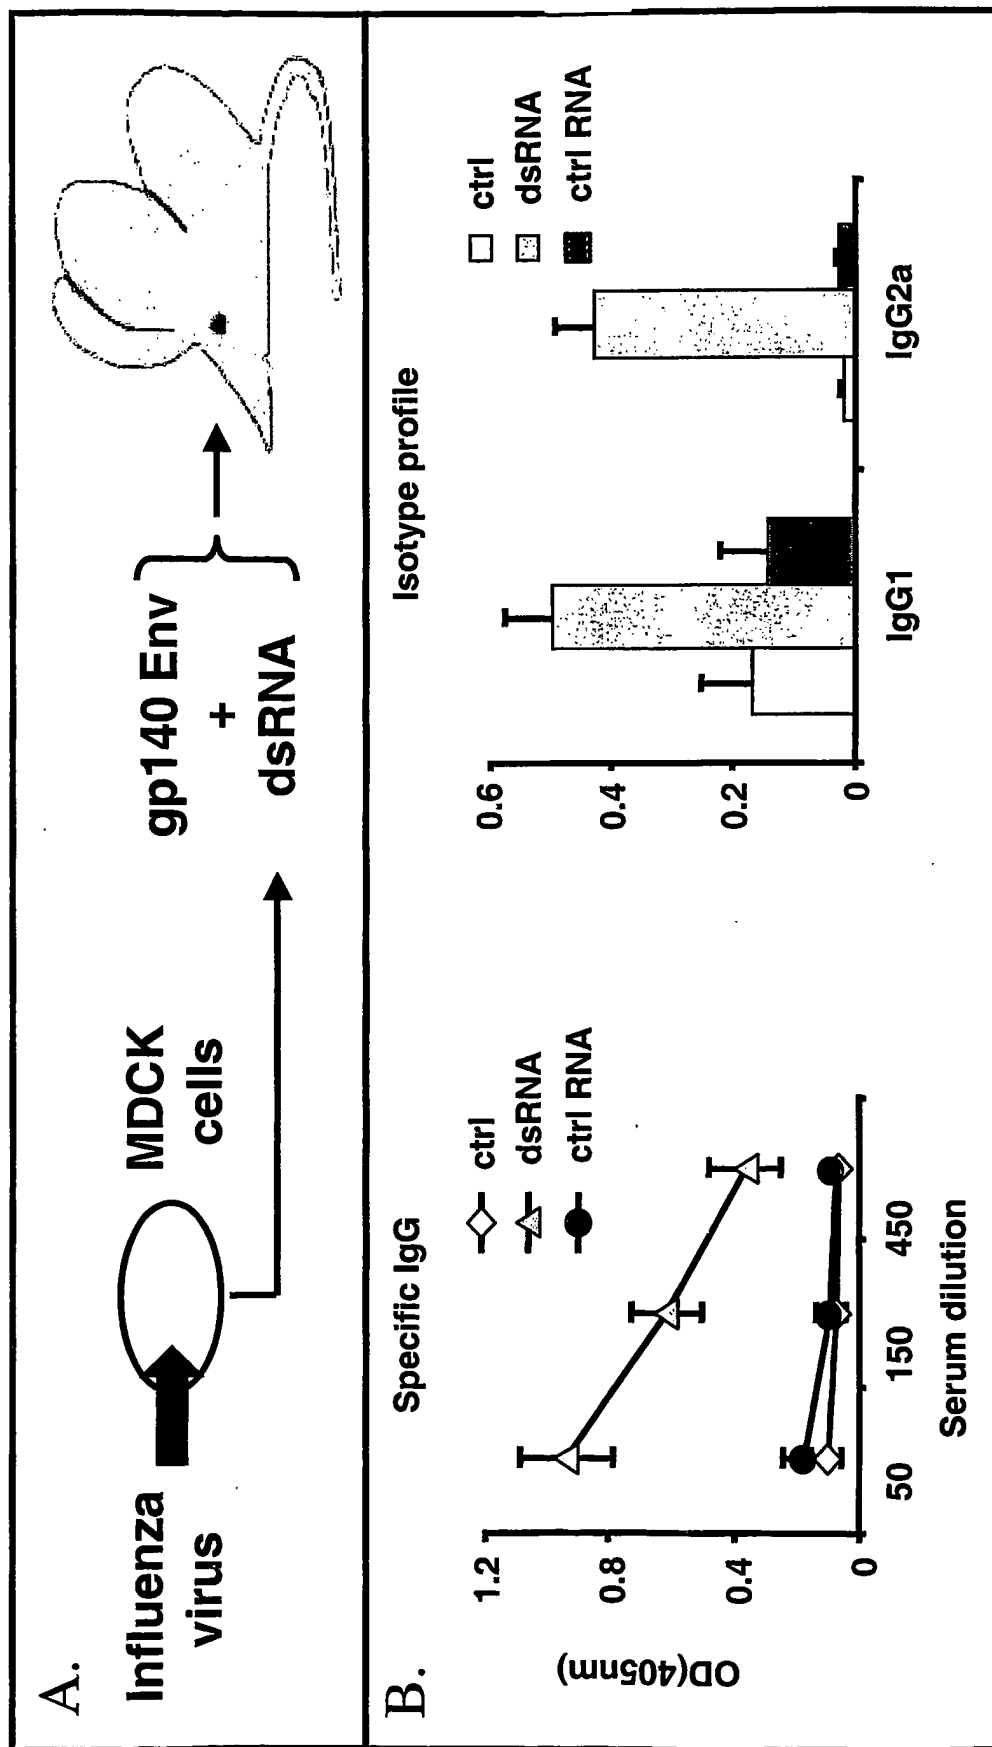 A.
Influenza
virus
MDCK
cells
gp140 Env
+
dsRNA
B.
Specific IgG
ctrl
dsRNA
ctrl RNA
OD(405nm)
1.2
0.8
0.4
0
50
150
450
Serum dilution
Isotype profile
ctrl
dsRNA
ctrl RNA
0.6
0.4
0.2
0
IgG1
IgG2a